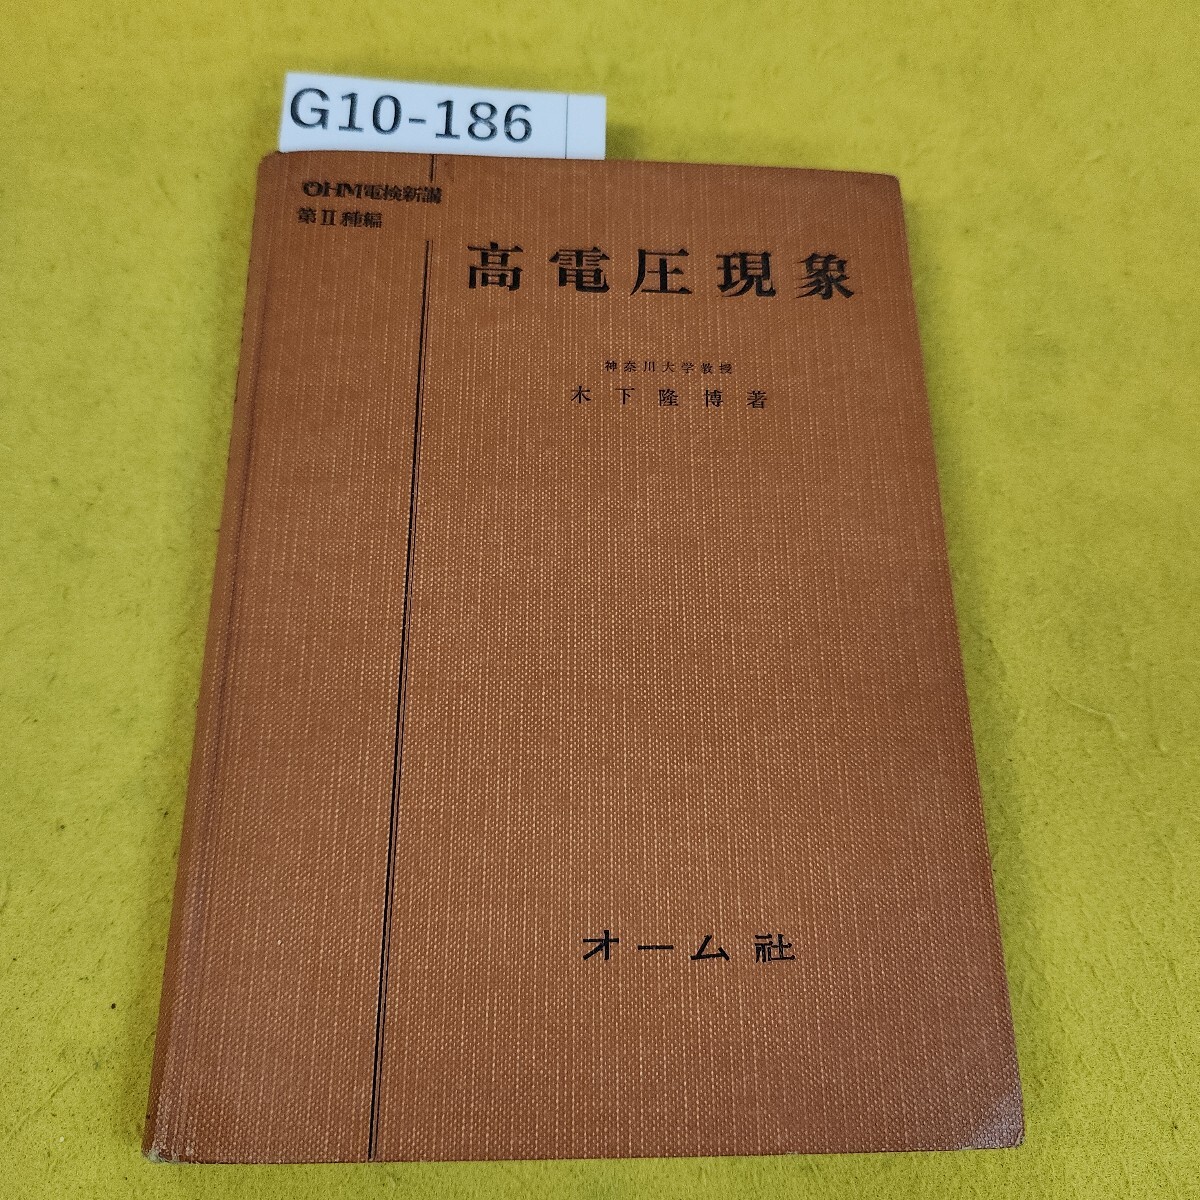 G10-186
OHM電検新講
第II種編
高電圧現象
神奈川大学教授
木下隆博著
オーム社